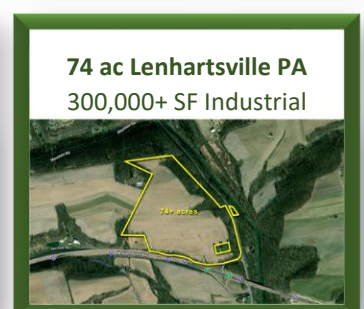 74 ac Lenhartsville PA
300,000+ SF Industrial
74+ acres